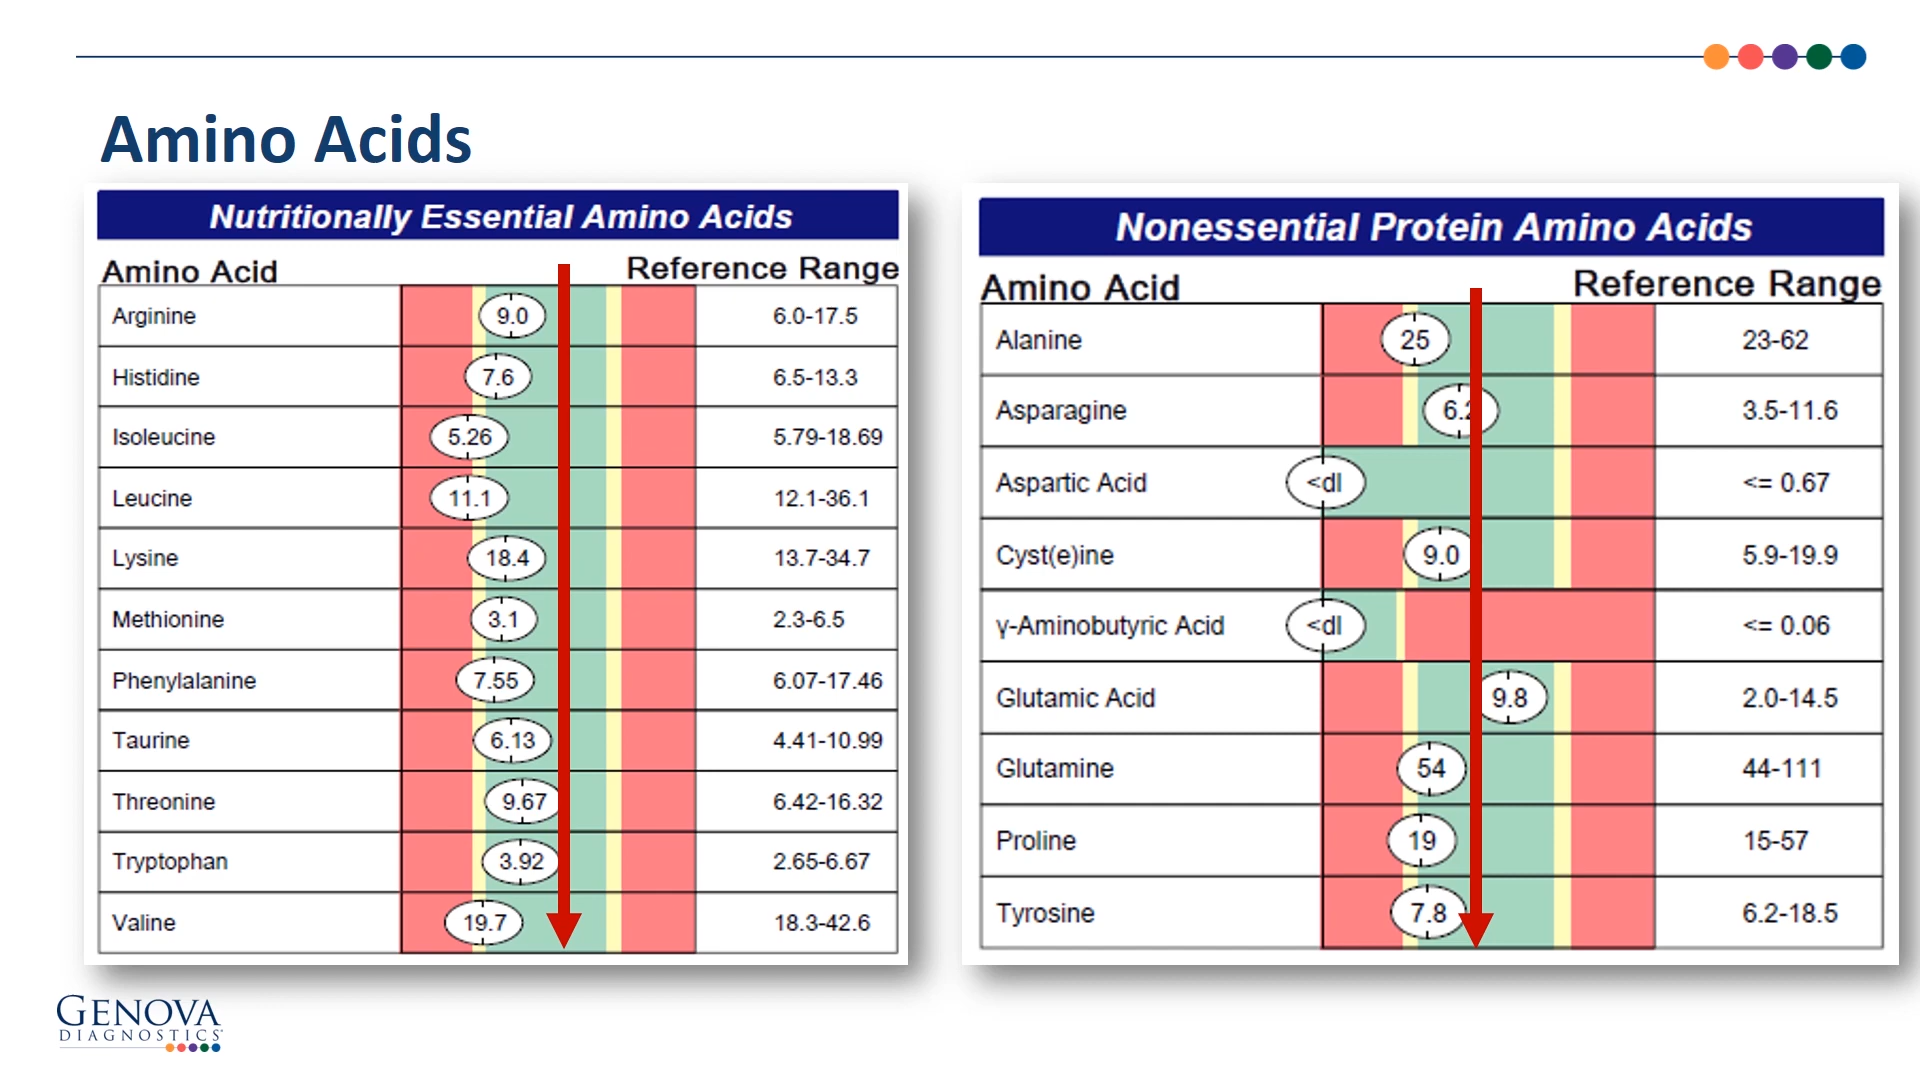 Amino Acids
Nutritionally Essential Amino Acids
Amino Acid Reference Range
Arginine 9.0 6.0-17.5
Histidine 7.6 6.5-13.3
Isoleucine 5.26 5.79-18.69
Leucine 11.1 12.1-36.1
Lysine 18.4 13.7-34.7
Methionine 3.1 2.3-6.5
Phenylalanine 7.55 6.07-17.46
Taurine 6.13 4.41-10.99
Threonine 9.67 6.42-16.32
Tryptophan 3.92 2.65-6.67
Valine 19.7 18.3-42.6
Nonessential Protein Amino Acids
Amino Acid Reference Range
Alanine 25 23-62
Asparagine 6.2 3.5-11.6
Aspartic Acid <dl <= 0.67
Cyst(e)ine 9.0 5.9-19.9
γ-Aminobutyric Acid <dl <= 0.06
Glutamic Acid 9.8 2.0-14.5
Glutamine 54 44-111
Proline 19 15-57
Tyrosine 7.8 6.2-18.5
GENOVA
DIAGNOSTICS